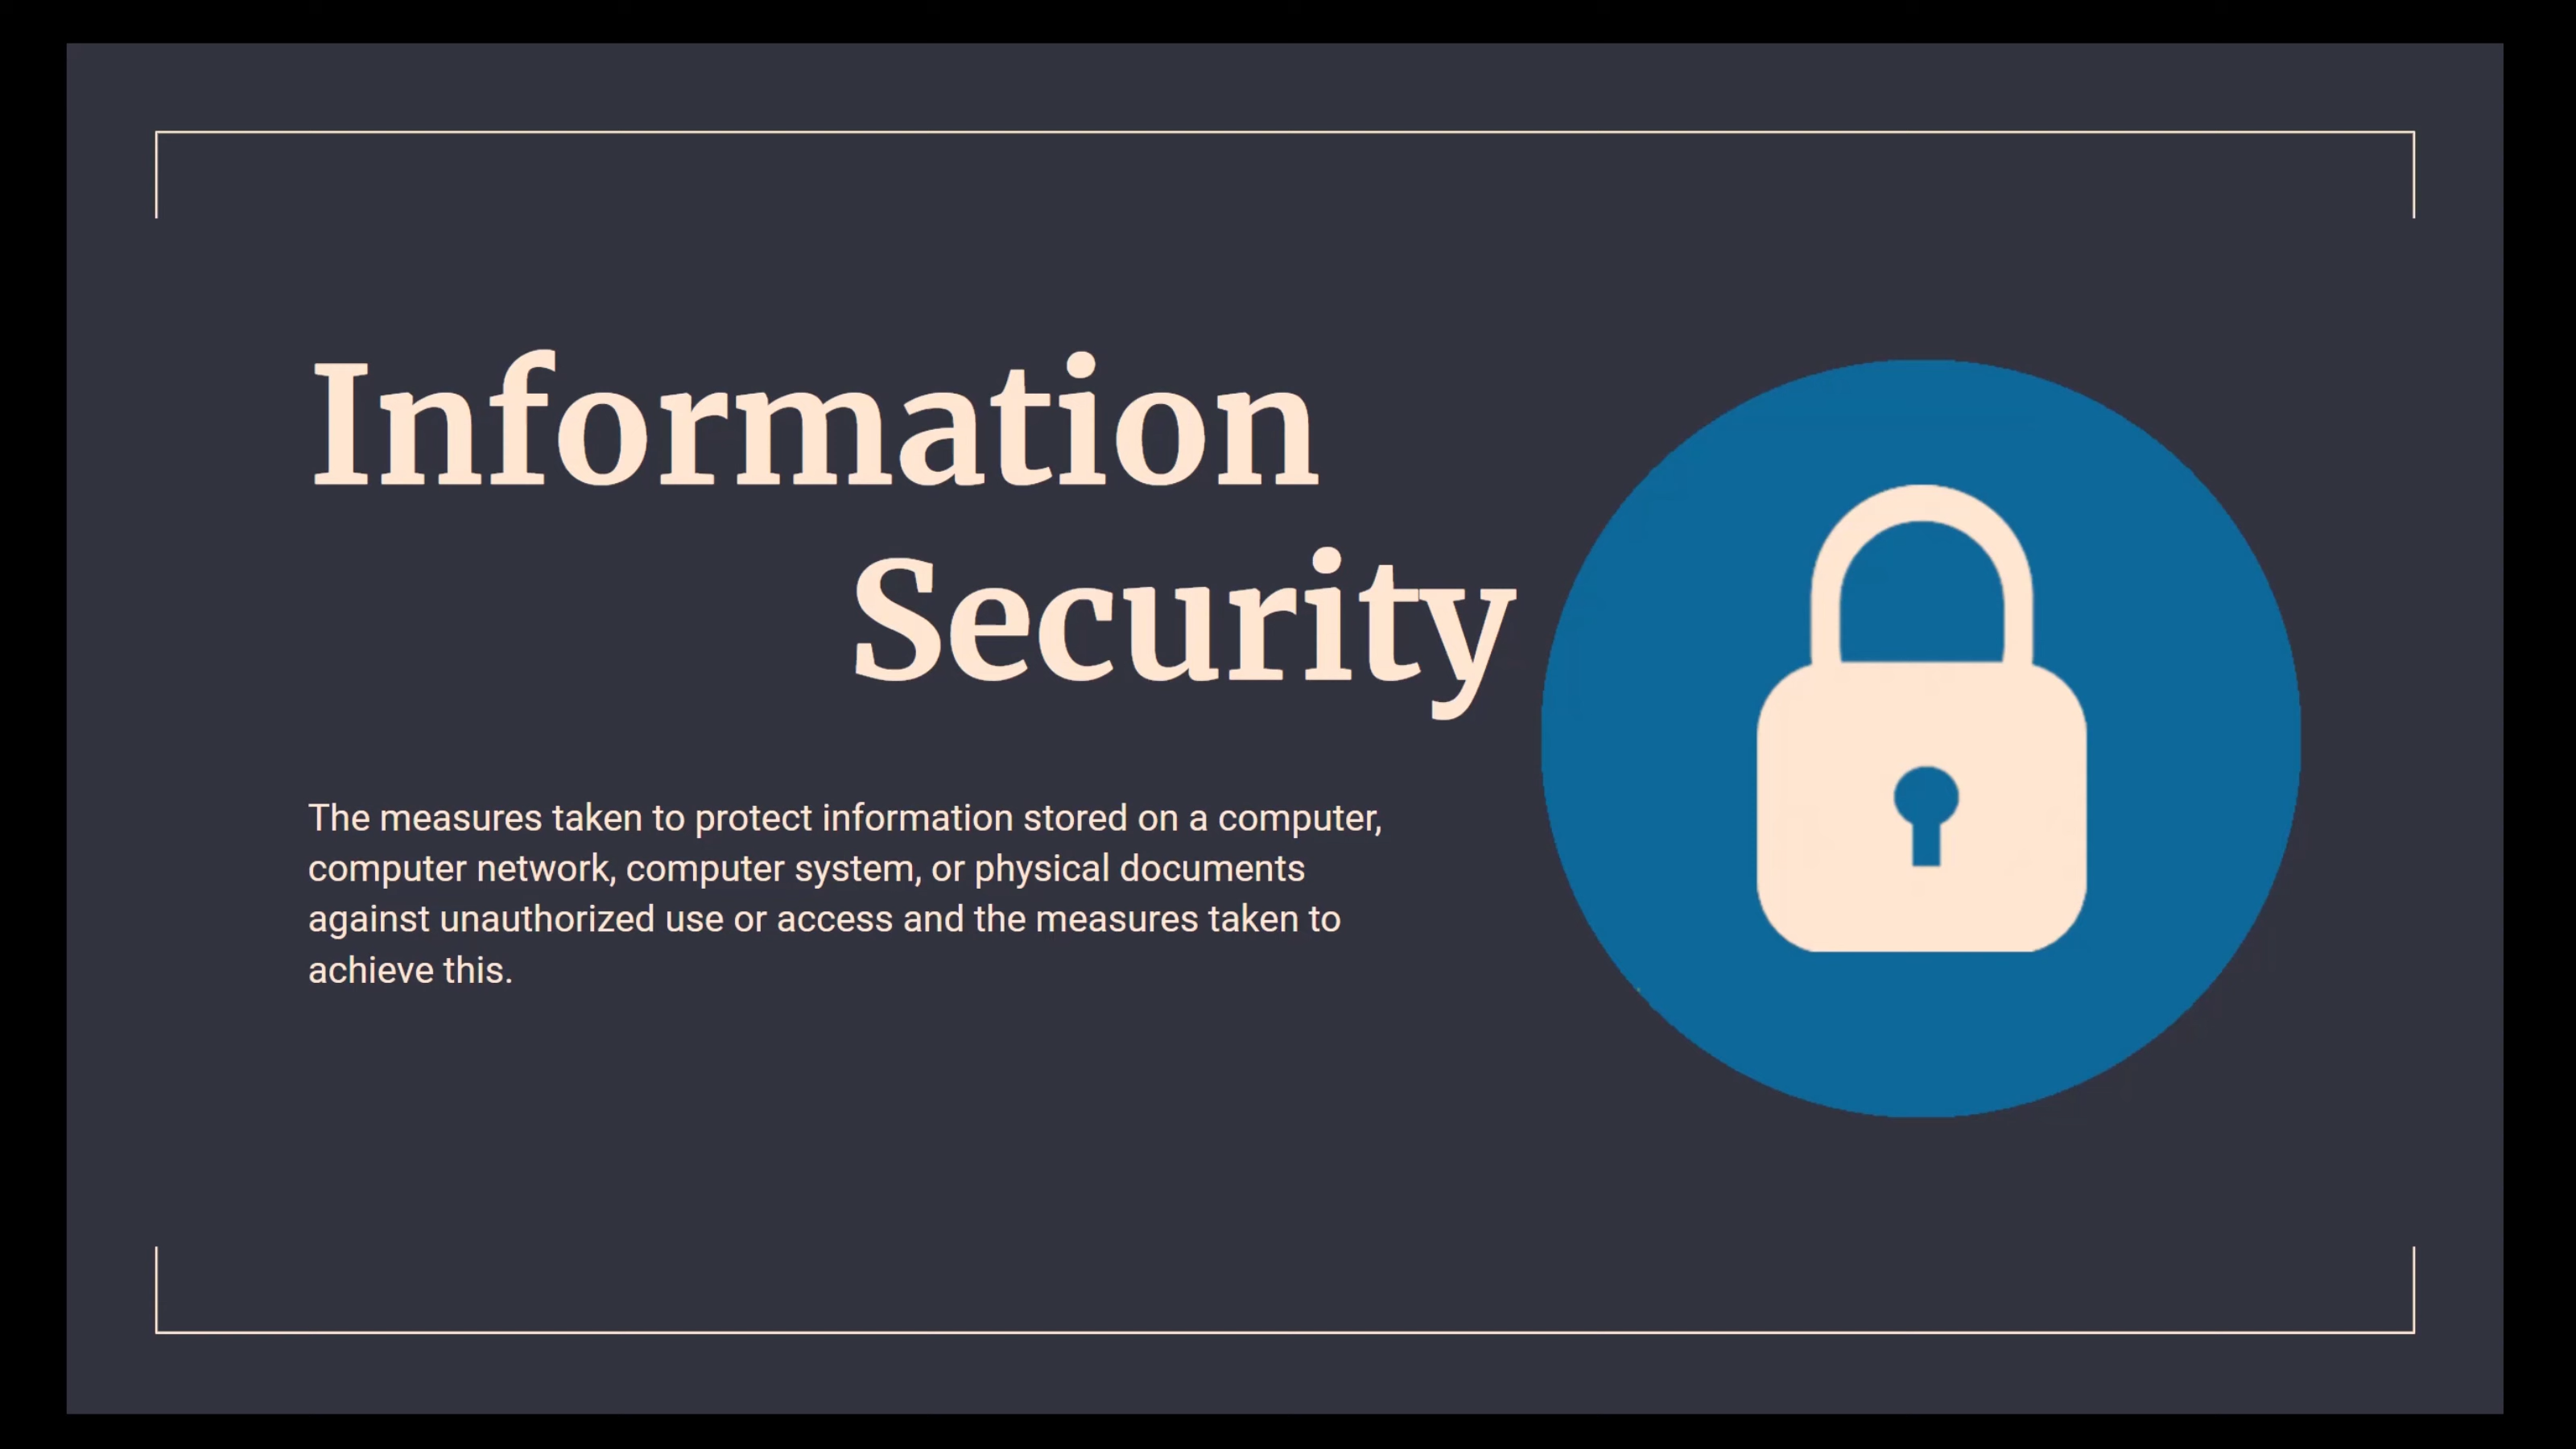 Information
Security
The measures taken to protect information stored on a computer,
computer network, computer system, or physical documents
against unauthorized use or access and the measures taken to
achieve this.